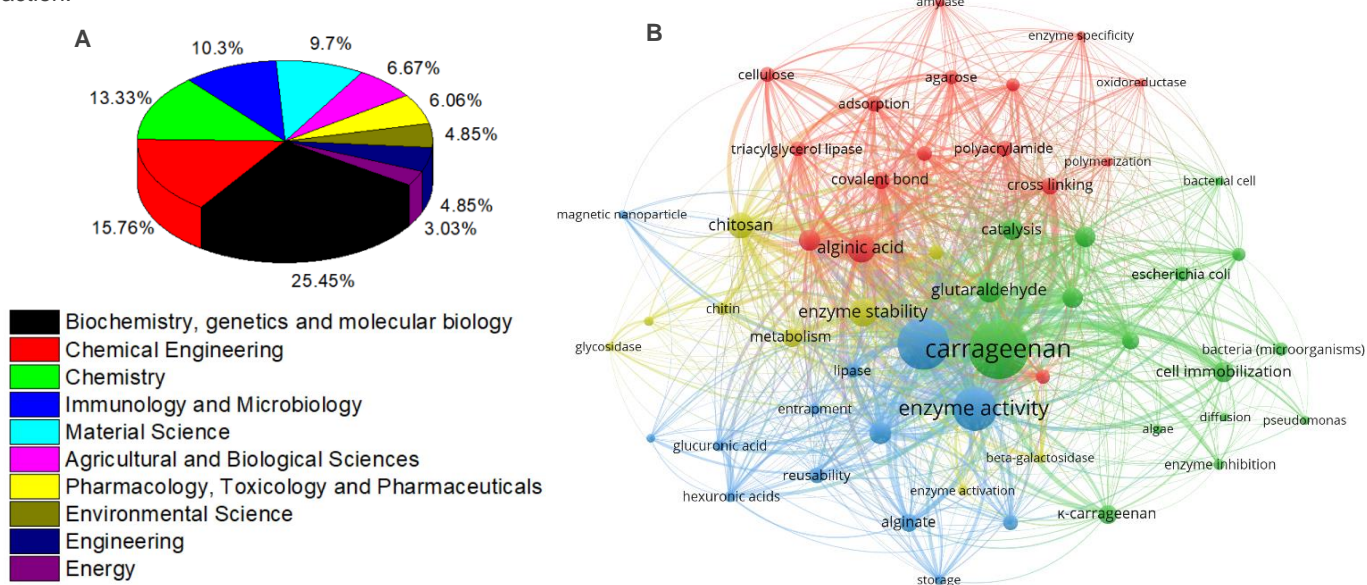 A
10.3%
9.7%
6.67%
13.33%
6.06%
4.85%
4.85%
3.03%
15.76%
25.45%
Biochemistry, genetics and molecular biology
Chemical Engineering
Chemistry
Immunology and Microbiology
Material Science
Agricultural and Biological Sciences
Pharmacology, Toxicology and Pharmaceuticals
Environmental Science
Engineering
Energy
B
amylase
enzyme specificity
cellulose
agarose
oxidoreductase
adsorption
triacylglycerol lipase
polyacrylamide
polymerization
covalent bond
cross linking
bacterial cell
magnetic nanoparticle
chitosan
catalysis
alginic acid
escherichia coli
glutaraldehyde
chitin
enzyme stability
metabolism
glycosidase
carrageenan
bacteria (microorganisms)
lipase
cell immobilization
entrapment
enzyme activity
diffusion
pseudomonas
algae
glucuronic acid
beta-galactosidase
enzyme inhibition
reusability
enzyme activation
hexuronic acids
alginate
κ-carrageenan
storage